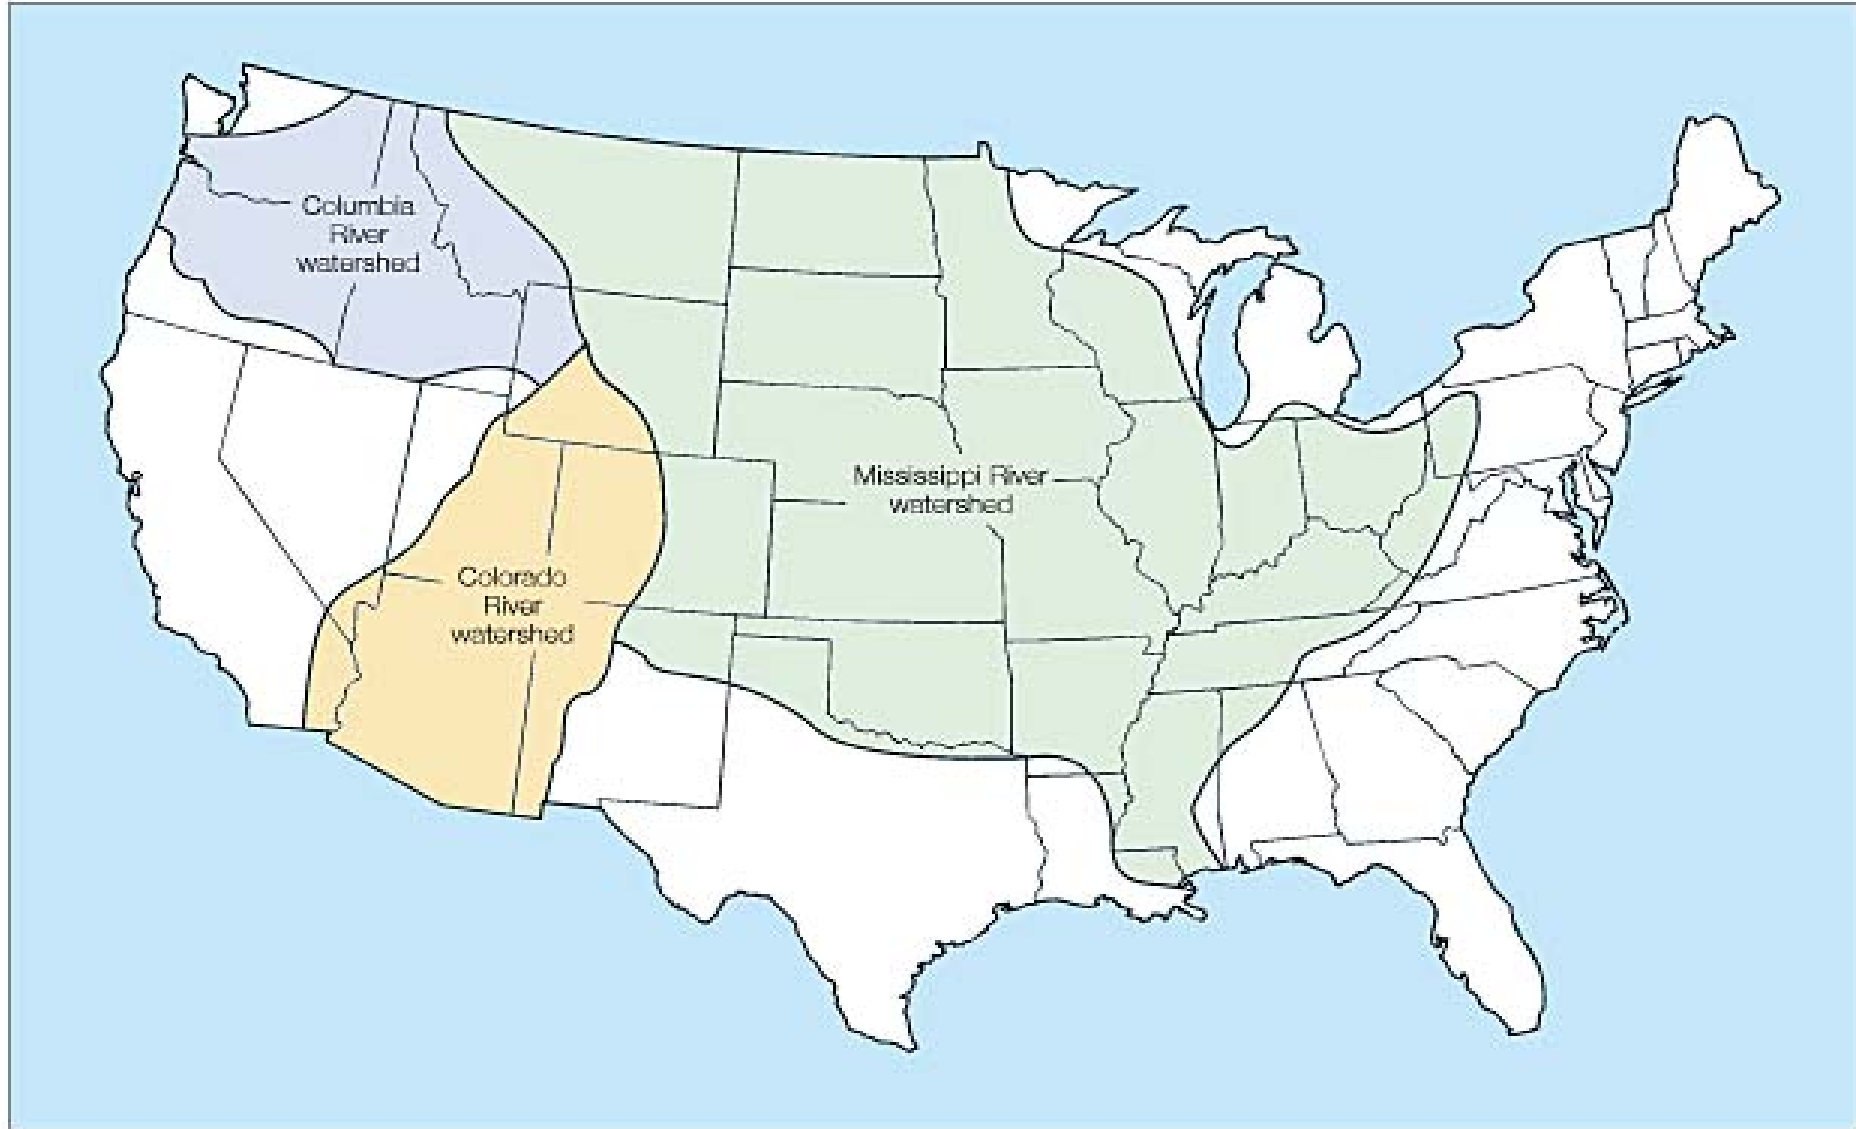 Columbia
River
watershed
Mississippi River
watershed
Colorado
River
watershed